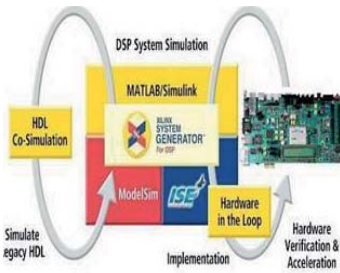 DSP System Simulation
MATLAB/Simulink
HDL
Co-Simulation
XILINX
SYSTEM
GENERATOR
For DSP
ModelSim
ISE
Hardware
in the Loop
Simulate
Legacy HDL
Implementation
Hardware
Verification &
Acceleration